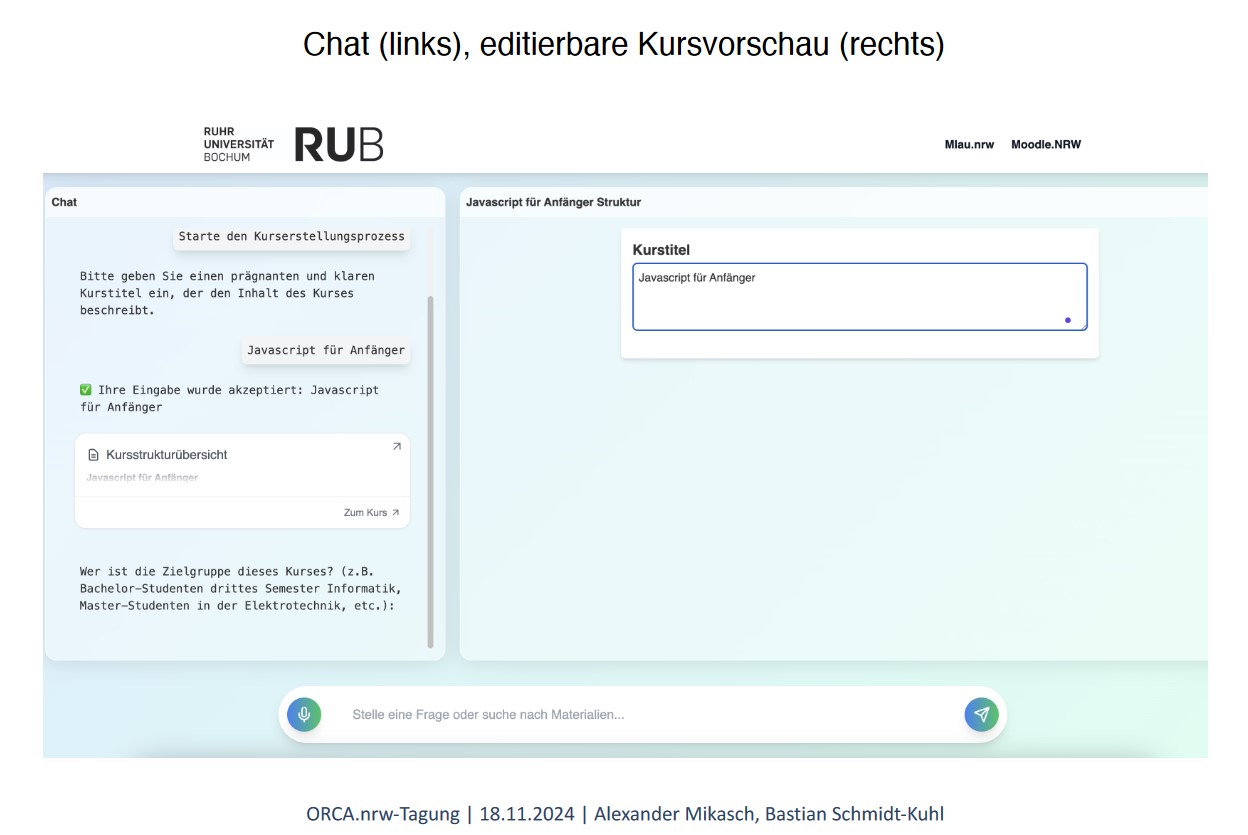 Chat (links), editierbare Kursvorschau (rechts)
RUHR
UNIVERSITÄT
BOCHUM
RUB
Mlau.nrw Moodle.NRW
Chat
Starte den Kurserstellungsprozess
Bitte geben Sie einen prägnanten und klaren
Kurstitel ein, der den Inhalt des Kurses
beschreibt.
Javascript für Anfänger
✅ Ihre Eingabe wurde akzeptiert: Javascript
für Anfänger
Kursstrukturübersicht
Javascript für Anfänger
Zum Kurs
Wer ist die Zielgruppe dieses Kurses? (z.B.
Bachelor-Studenten drittes Semester Informatik,
Master-Studenten in der Elektrotechnik, etc.):
Javascript für Anfänger Struktur
Kurstitel
Javascript für Anfänger
Stelle eine Frage oder suche nach Materialien...
ORCA.nrw-Tagung | 18.11.2024 | Alexander Mikasch, Bastian Schmidt-Kuhl